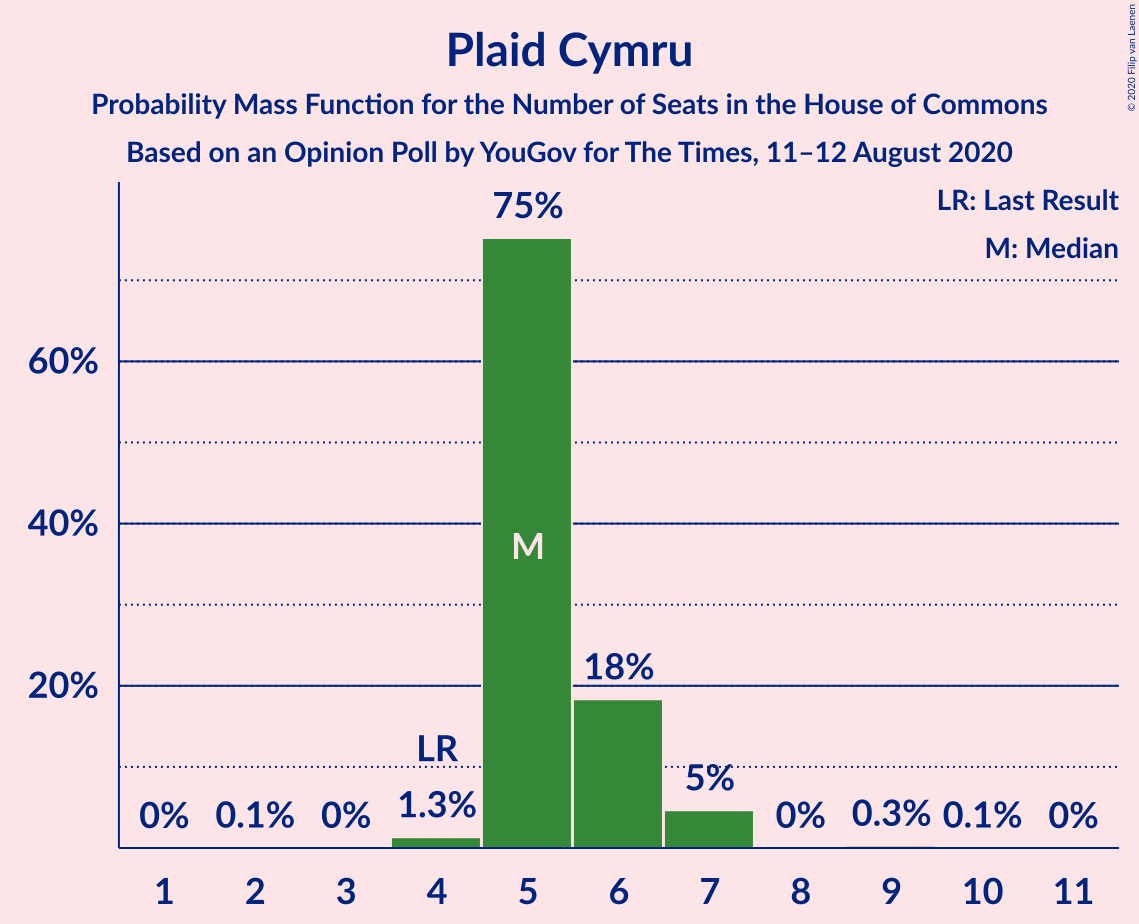 Plaid Cymru
Probability Mass Function for the Number of Seats in the House of Commons
Based on an Opinion Poll by YouGov for The Times, 11–12 August 2020
© 2020 Filip van Laenen
LR: Last Result
M: Median
60%
40%
20%
0%
0.1%
0%
LR
1.3%
75%
M
18%
5%
0%
0.3%
0.1%
0%
1 2 3 4 5 6 7 8 9 10 11